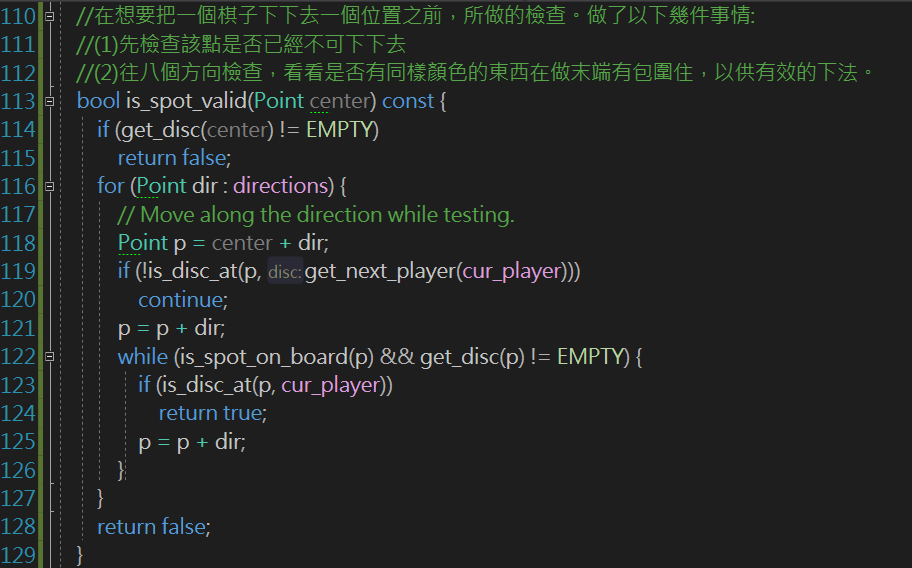 110 //在想要把一個棋子下下去一個位置之前，所做的檢查。做了以下幾件事情:
111 //(1)先檢查該點是否已經不可下下去
112 //(2)往八個方向檢查，看看是否有同樣顏色的東西在做末端有包圍住，以供有效的下法。
113 bool is_spot_valid(Point center) const {
114 if (get_disc(center) != EMPTY)
115 return false;
116 for (Point dir : directions) {
117 // Move along the direction while testing.
118 Point p = center + dir;
119 if (!is_disc_at(p, disc: get_next_player(cur_player)))
120 continue;
121 p = p + dir;
122 while (is_spot_on_board(p) && get_disc(p) != EMPTY) {
123 if (is_disc_at(p, cur_player))
124 return true;
125 p = p + dir;
126 }
127 }
128 return false;
129 }